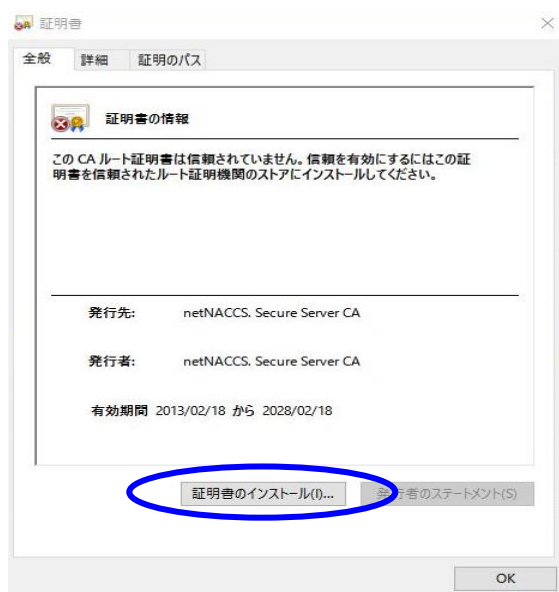 証明書
全般 詳細 証明のパス
証明書の情報
この CA ルート証明書は信頼されていません。信頼を有効にするにはこの証
明書を信頼されたルート証明機関のストアにインストールしてください。
発行先: netNACCS. Secure Server CA
発行者: netNACCS. Secure Server CA
有効期間 2013/02/18 から 2028/02/18
証明書のインストール(I)... 発行者のステートメント(S)
OK